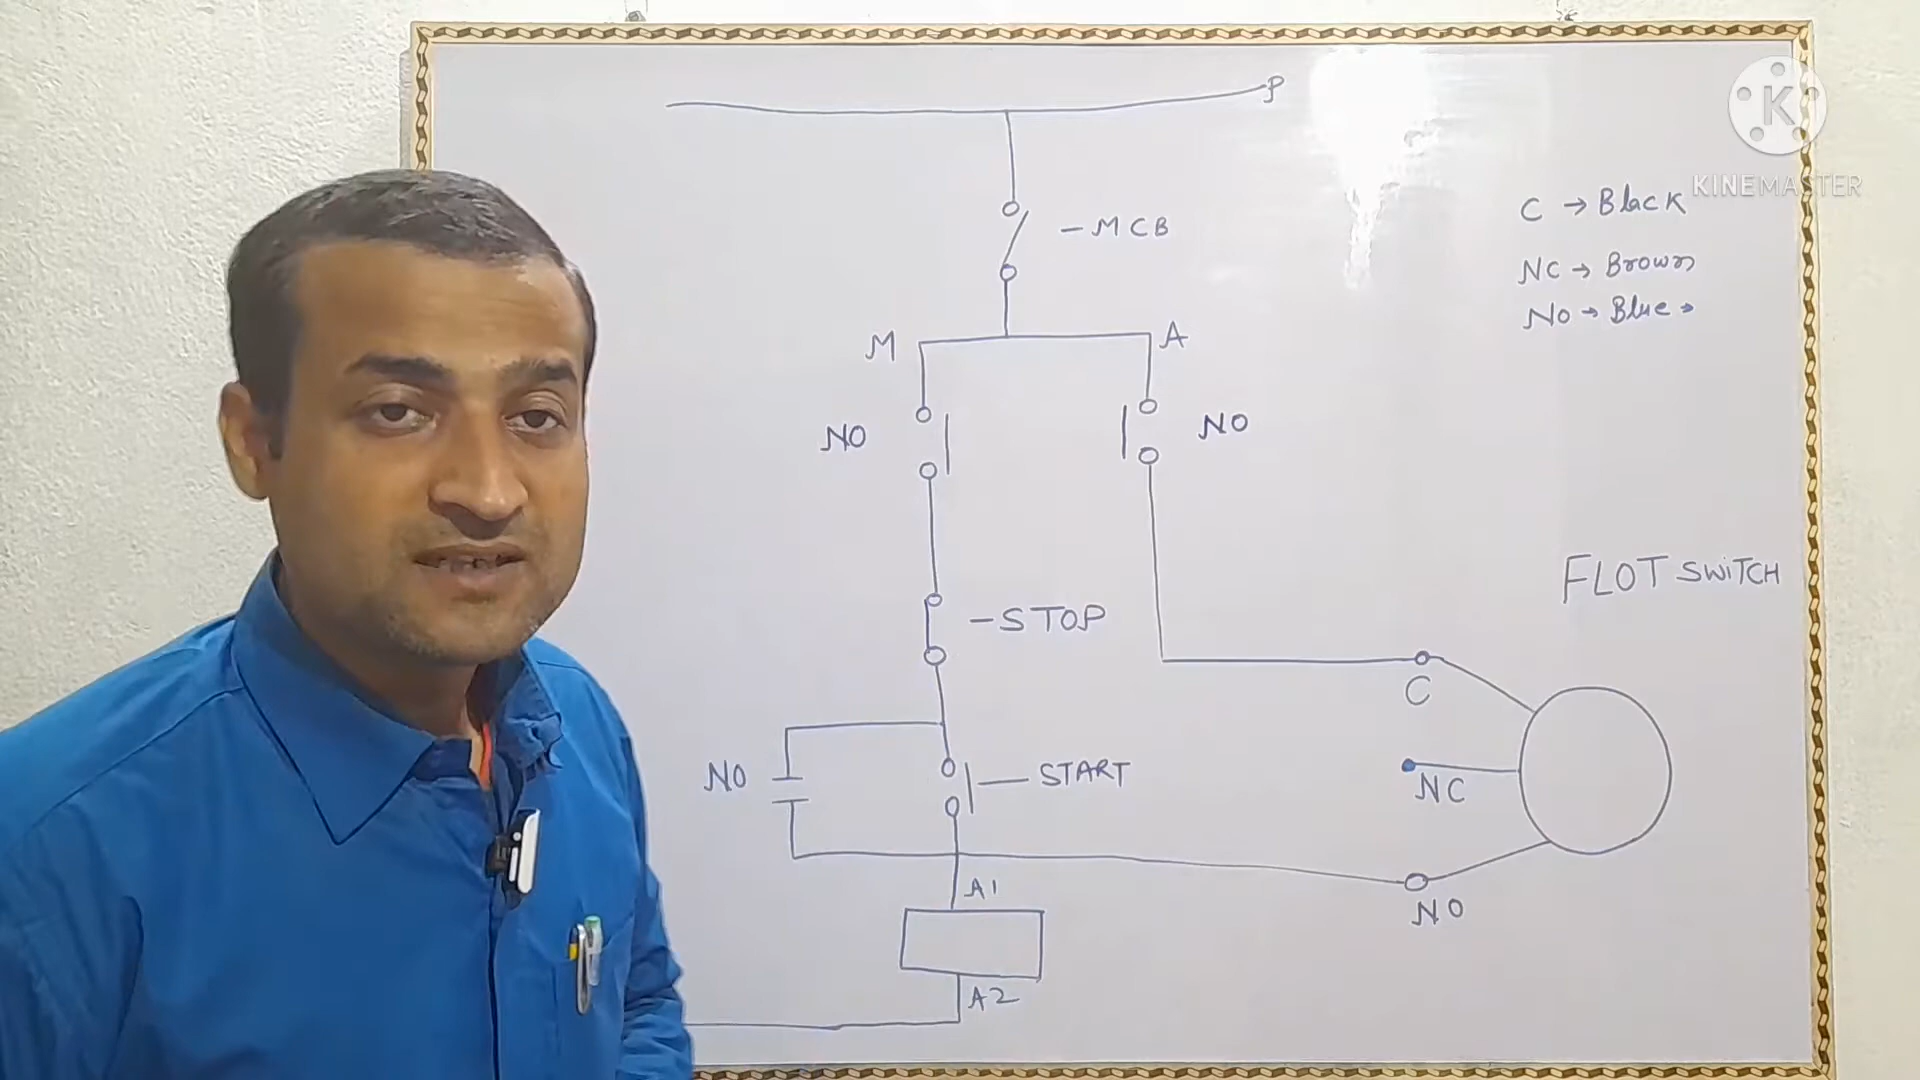 P
K
KINEMASTER
C → Black
- MCB
NC → Brown
NO → Blue →
M
A
NO
NO
FLOT SWiTCH
- STOP
C
NO
START
NC
A1
NO
A2